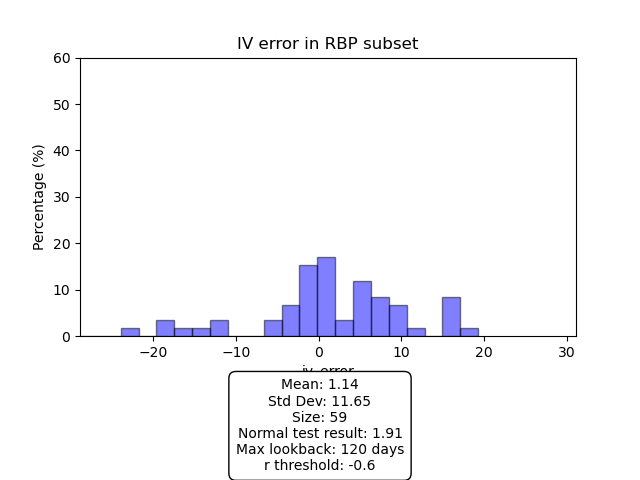 IV error in RBP subset
60
50
40
30
20
10
0
Percentage (%)
−20 −10 0 10 20 30
iv_error
Mean: 1.14
Std Dev: 11.65
Size: 59
Normal test result: 1.91
Max lookback: 120 days
r threshold: -0.6